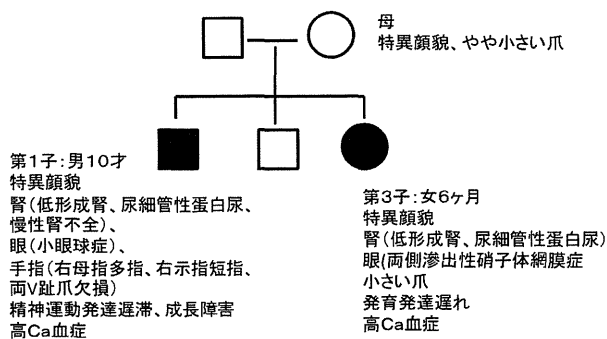 母
特異顔貌、やや小さい爪
第1子：男10才
特異顔貌
腎(低形成腎、尿細管性蛋白尿、
慢性腎不全)、
眼(小眼球症)、
手指(右母指多指、右示指短指、
両V趾爪欠損)
精神運動発達遅滞、成長障害
高Ca血症
第3子：女6ヶ月
特異顔貌
腎(低形成腎、尿細管性蛋白尿)
眼(両側滲出性硝子体網膜症
小さい爪
発育発達遅れ
高Ca血症